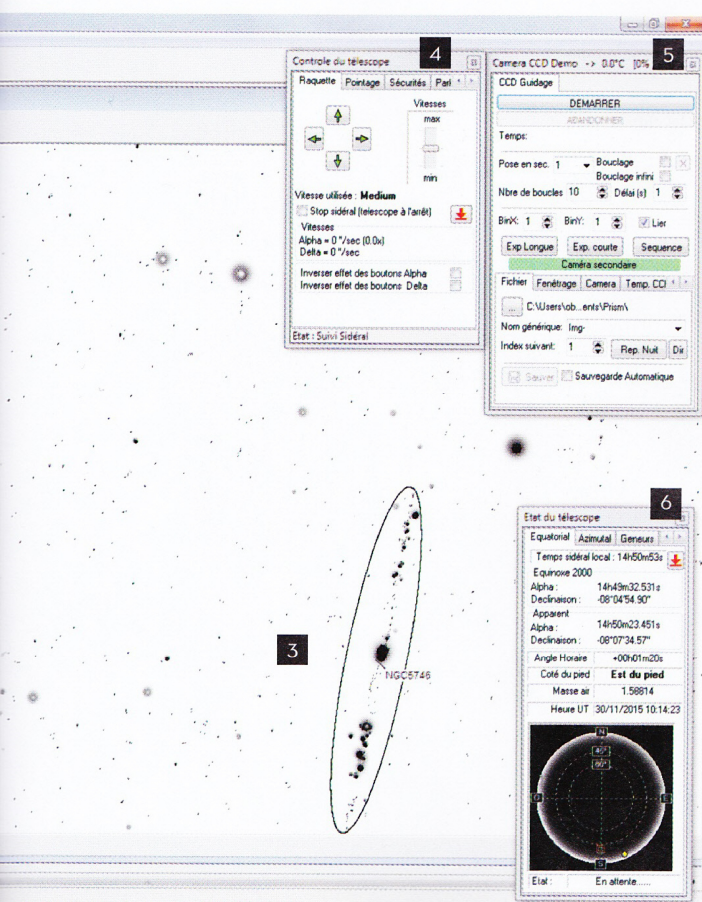 4
Controle du télescope
Raquette Pointage Sécurités
Vitesses
max
min
Vitesse utilisée : Medium
Stop sidéral (telescope à l'arrêt)
Vitesses
Alpha = 0 "/sec (0.0x)
Delta = 0 "/sec
Inverser effet des boutons Alpha
Inverser effet des boutons Delta
Etat : Suivi Sidéral
5
Camera CCD Demo -> 0.0°C [0%
CCD Guidage
DEMARRER
ABANDONNER
Temps:
Pose en sec. 1 Bouclage
Bouclage infini
Nbre de boucles 10 Délai (s) 1
BinX: 1 BinY: 1 Lier
Exp Longue Exp. courte Sequence
Caméra secondaire
Fichier Fenêtrage Camera Temp. CCI
... C:\Users\ob...ents\Prism\
Nom générique: Img-
Index suivant: 1 Rep. Nuit Dir
Sauver Sauvegarde Automatique
3
NGC5746
6
Etat du télescope
Equatorial Azimutal Geneurs
Temps sidéral local : 14h50m53s
Equinoxe 2000
Alpha : 14h49m32.531s
Declinaison : -08°04'54.90"
Apparent
Alpha : 14h50m23.451s
Declinaison : -08°07'34.57"
Angle Horaire +00h01m20s
Coté du pied Est du pied
Masse air 1.58814
Heure UT 30/11/2015 10:14:23
N
45°
60°
O
E
S
Etat : En attente......